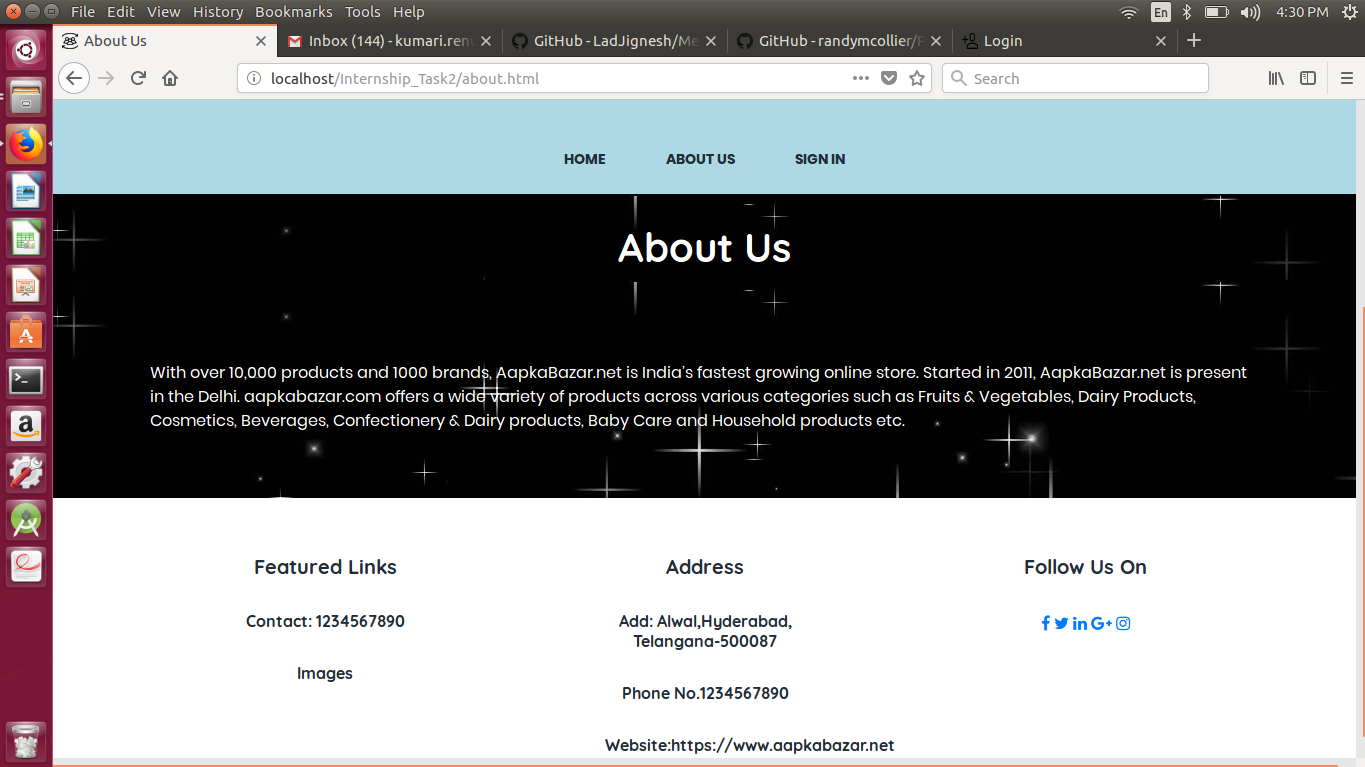 File Edit View History Bookmarks Tools Help
En
4:30 PM
About Us
Inbox (144) - kumari.ren
GitHub - LadJignesh/Me
GitHub - randymcollier/
Login
localhost/Internship_Task2/about.html
Search
HOME
ABOUT US
SIGN IN
About Us
With over 10,000 products and 1000 brands, AapkaBazar.net is India's fastest growing online store. Started in 2011, AapkaBazar.net is present
in the Delhi. aapkabazar.com offers a wide variety of products across various categories such as Fruits & Vegetables, Dairy Products,
Cosmetics, Beverages, Confectionery & Dairy products, Baby Care and Household products etc.
Featured Links
Contact: 1234567890
Images
Address
Add: Alwal,Hyderabad,
Telangana-500087
Phone No.1234567890
Website:https://www.aapkabazar.net
Follow Us On